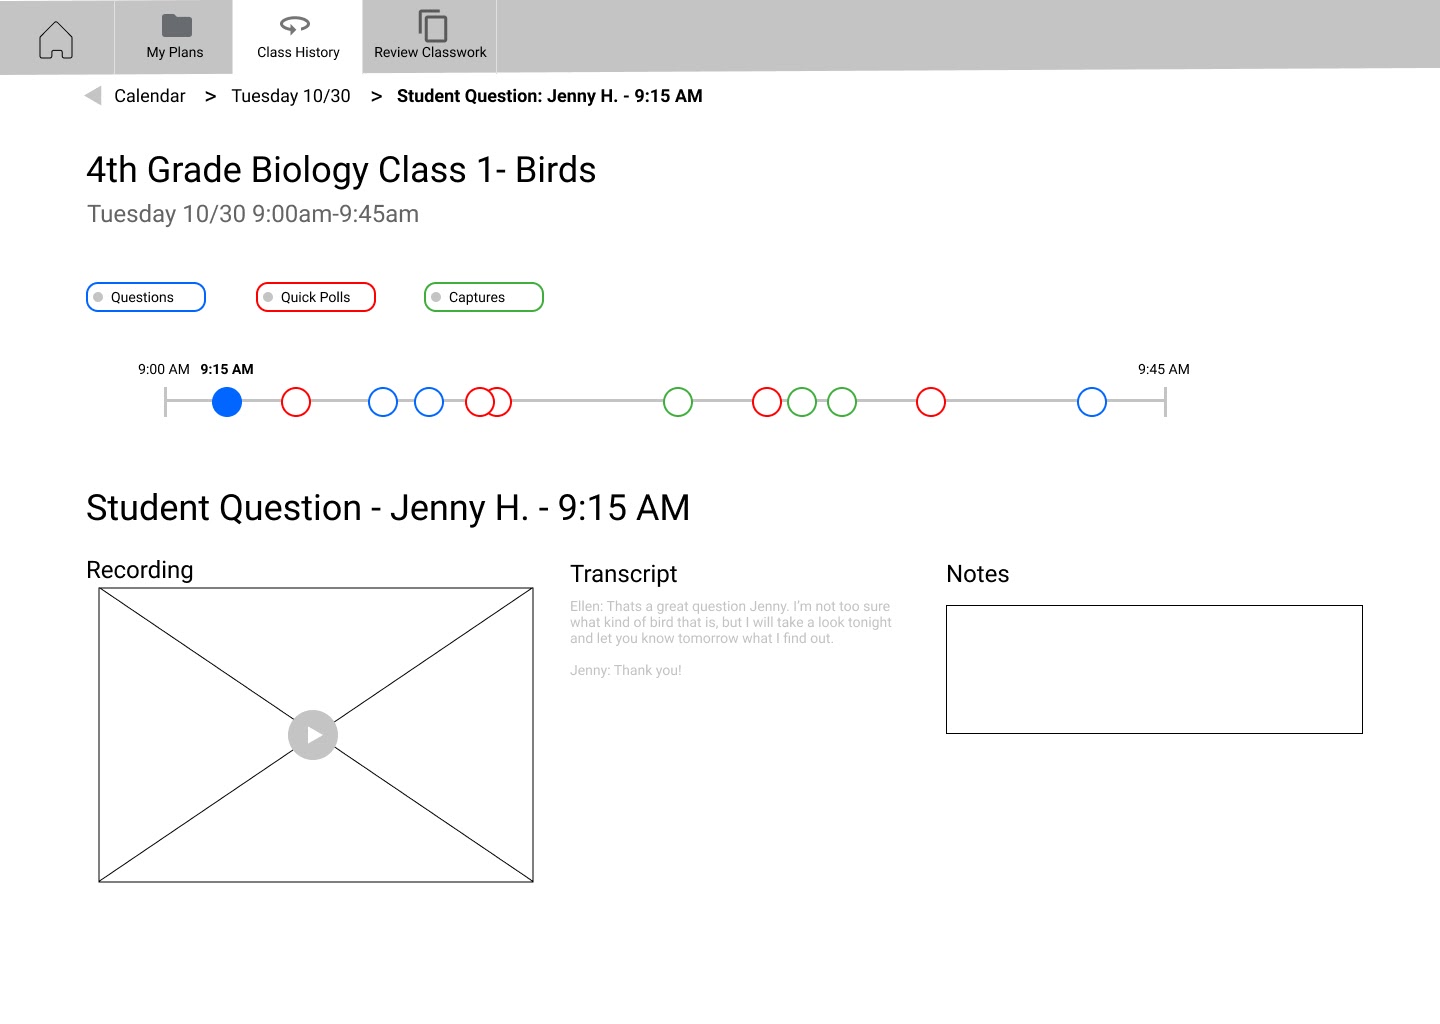 My Plans
Class History
Review Classwork
Calendar > Tuesday 10/30 > Student Question: Jenny H. - 9:15 AM
4th Grade Biology Class 1- Birds
Tuesday 10/30 9:00am-9:45am
Questions
Quick Polls
Captures
9:00 AM
9:15 AM
9:45 AM
Student Question - Jenny H. - 9:15 AM
Recording
Transcript
Ellen: Thats a great question Jenny. I'm not too sure
what kind of bird that is, but I will take a look tonight
and let you know tomorrow what I find out.
Jenny: Thank you!
Notes